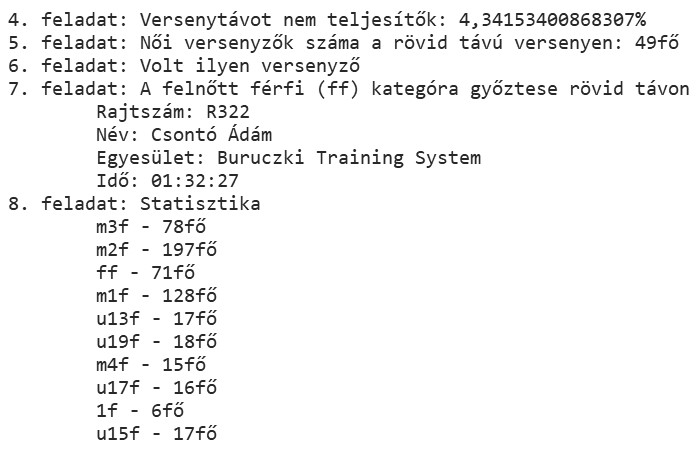 4. feladat: Versenytávot nem teljesítők: 4,34153400868307%
5. feladat: Női versenyzők száma a rövid távú versenyen: 49fő
6. feladat: Volt ilyen versenyző
7. feladat: A felnőtt férfi (ff) kategóra győztese rövid távon
Rajtszám: R322
Név: Csontó Ádám
Egyesület: Buruczki Training System
Idő: 01:32:27
8. feladat: Statisztika
m3f - 78fő
m2f - 197fő
ff - 71fő
m1f - 128fő
u13f - 17fő
u19f - 18fő
m4f - 15fő
u17f - 16fő
1f - 6fő
u15f - 17fő